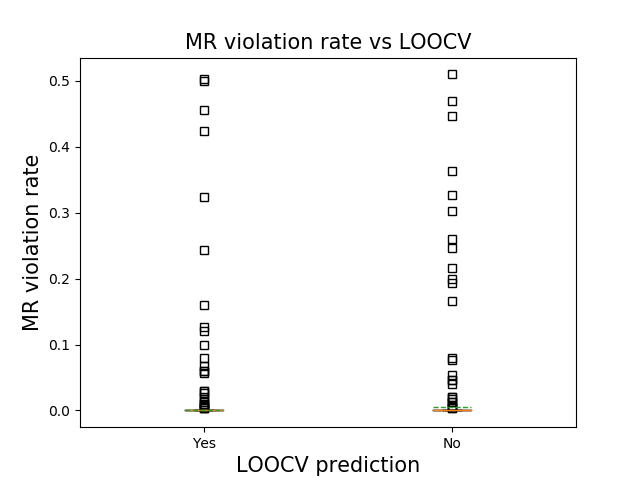 MR violation rate vs LOOCV
MR violation rate
0.5
0.4
0.3
0.2
0.1
0.0
Yes
No
LOOCV prediction